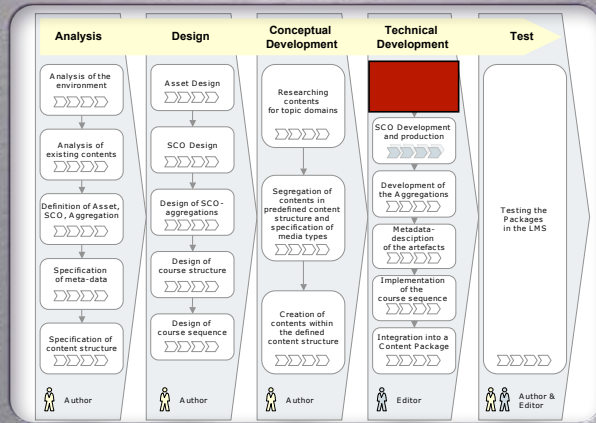 Analysis
Design
Conceptual
Development
Technical
Development
Test
Analysis of the
environment
Analysis of
existing contents
Definition of Asset,
SCO, Aggregation
Specification
of meta-data
Specification of
content structure
Author
Asset Design
SCO Design
Design of SCO-
aggregations
Design of
course structure
Design of
course sequence
Author
Researching
contents
for topic domains
Segregation of
contents in
predefined content
structure and
specification of
media types
Creation of
contents within
the defined
content structure
Author
SCO Development
and production
Development of
the Aggregations
Metadata-
desciption
of the artefacts
Implementation
of the
course sequence
Integration into a
Content Package
Editor
Testing the
Packages
in the LMS
Author &
Editor